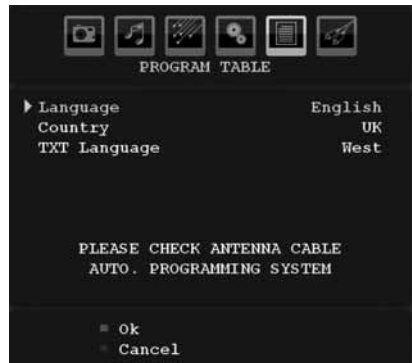 PROGRAM TABLE
Language English
Country UK
TXT Language West
PLEASE CHECK ANTENNA CABLE
AUTO. PROGRAMMING SYSTEM
Ok
Cancel